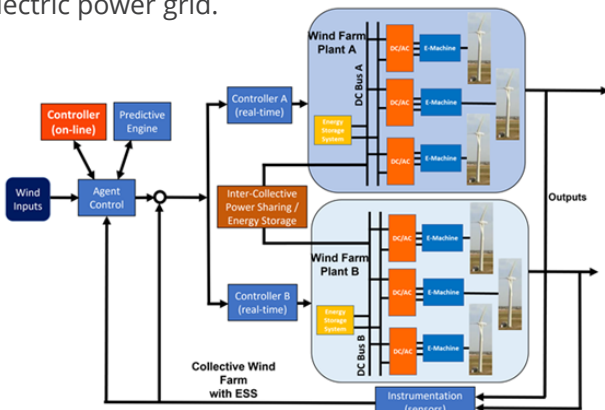 lectric power grid.
Wind Farm
Plant A
DC Bus A
DC/AC
E-Machine
DC/AC
E-Machine
DC/AC
E-Machine
Energy
Storage
System
Controller A
(real-time)
Controller
(on-line)
Predictive
Engine
Wind
Inputs
Agent
Control
Inter-Collective
Power Sharing /
Energy Storage
Outputs
Wind Farm
Plant B
DC Bus B
DC/AC
E-Machine
DC/AC
E-Machine
DC/AC
E-Machine
Energy
Storage
System
Controller B
(real-time)
Collective Wind
Farm
with ESS
Instrumentation
(sensors)